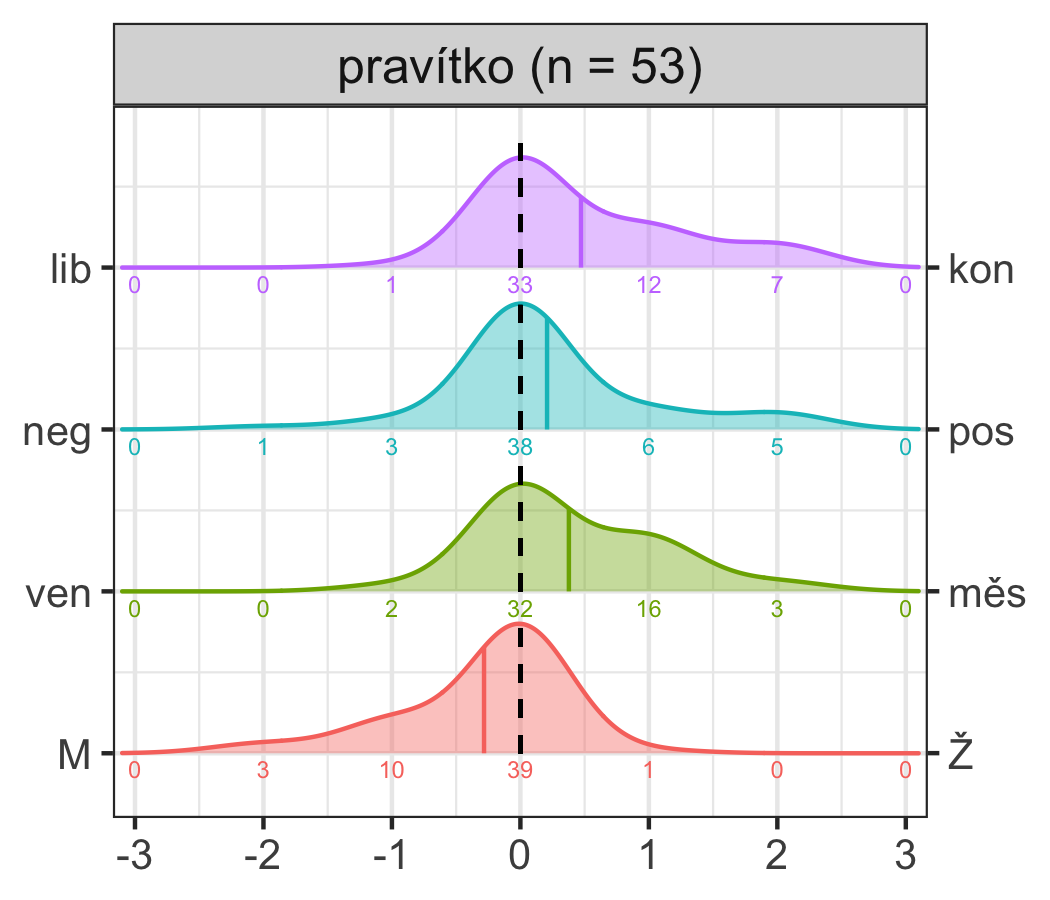 pravítko (n = 53)
lib kon
0 0 1 33 12 7 0
neg pos
0 1 3 38 6 5 0
ven měs
0 0 2 32 16 3 0
M Ž
0 3 10 39 1 0 0
-3 -2 -1 0 1 2 3